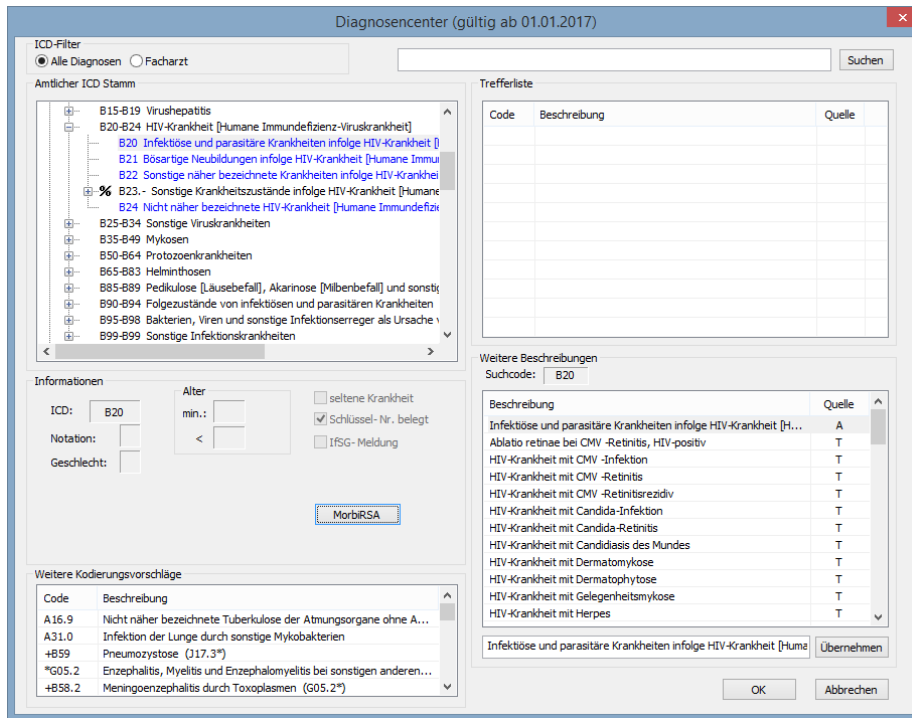 Diagnosencenter (gültig ab 01.01.2017)
ICD-Filter
Alle Diagnosen Facharzt
Suchen
Amtlicher ICD Stamm
B15-B19 Virushepatitis
B20-B24 HIV-Krankheit [Humane Immundefizienz-Viruskrankheit]
B20 Infektiöse und parasitäre Krankheiten infolge HIV-Krankheit [
B21 Bösartige Neubildungen infolge HIV-Krankheit [Humane Immu
B22 Sonstige näher bezeichnete Krankheiten infolge HIV-Krankhei
% B23.- Sonstige Krankheitszustände infolge HIV-Krankheit [Humane
B24 Nicht näher bezeichnete HIV-Krankheit [Humane Immundefizie
B25-B34 Sonstige Viruskrankheiten
B35-B49 Mykosen
B50-B64 Protozoenkrankheiten
B65-B83 Helminthosen
B85-B89 Pedikulose [Läusebefall], Akarinose [Milbenbefall] und sonstig
B90-B94 Folgezustände von infektiösen und parasitären Krankheiten
B95-B98 Bakterien, Viren und sonstige Infektionserreger als Ursache
B99-B99 Sonstige Infektionskrankheiten
Trefferliste
Code Beschreibung Quelle
Informationen
ICD: B20
Notation:
Geschlecht:
Alter
min.:
<
seltene Krankheit
Schlüssel-Nr. belegt
IfSG-Meldung
MorbiRSA
Weitere Beschreibungen
Suchcode: B20
Beschreibung Quelle
Infektiöse und parasitäre Krankheiten infolge HIV-Krankheit [H... A
Ablatio retinae bei CMV -Retinitis, HIV-positiv T
HIV-Krankheit mit CMV -Infektion T
HIV-Krankheit mit CMV -Retinitis T
HIV-Krankheit mit CMV -Retinitisrezidiv T
HIV-Krankheit mit Candida-Infektion T
HIV-Krankheit mit Candida-Retinitis T
HIV-Krankheit mit Candidiasis des Mundes T
HIV-Krankheit mit Dermatomykose T
HIV-Krankheit mit Dermatophytose T
HIV-Krankheit mit Gelegenheitsmykose T
HIV-Krankheit mit Herpes T
Infektiöse und parasitäre Krankheiten infolge HIV-Krankheit [Huma Übernehmen
Weitere Kodierungsvorschläge
Code Beschreibung
A16.9 Nicht näher bezeichnete Tuberkulose der Atmungsorgane ohne A...
A31.0 Infektion der Lunge durch sonstige Mykobakterien
+B59 Pneumozystose (J17.3*)
*G05.2 Enzephalitis, Myelitis und Enzephalomyelitis bei sonstigen anderen...
+B58.2 Meningoenzephalitis durch Toxoplasmen (G05.2*)
OK Abbrechen